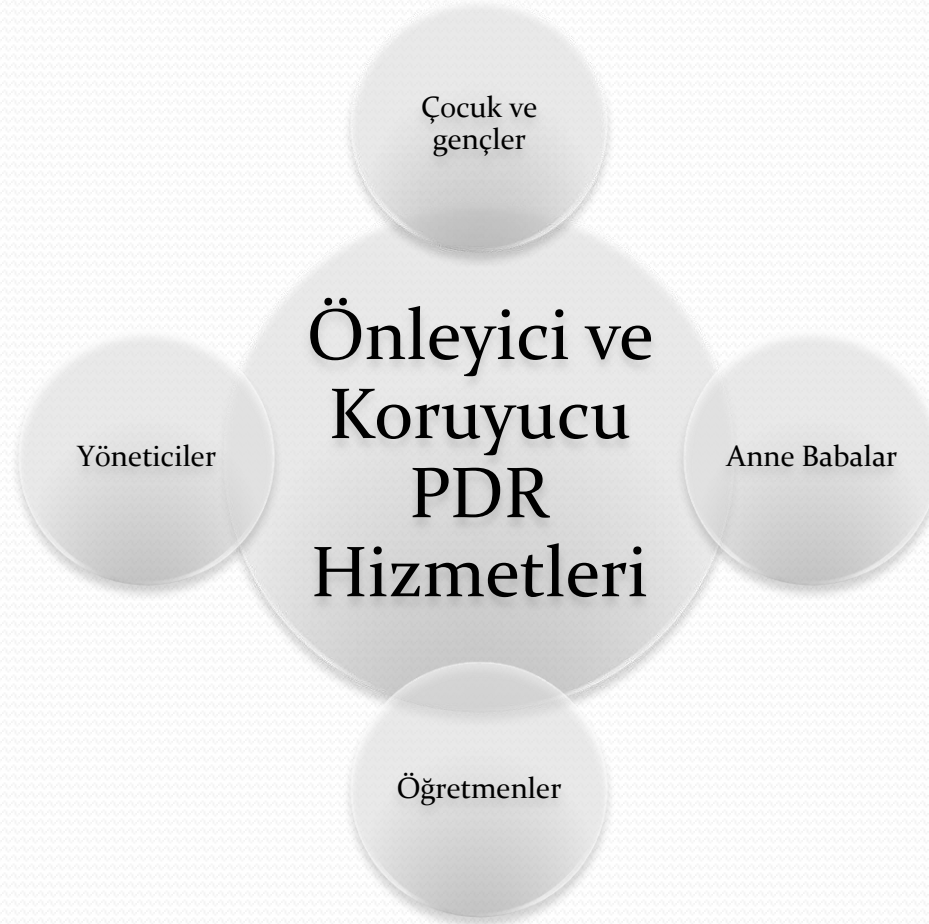 Çocuk ve
gençler
Önleyici ve
Koruyucu
PDR
Hizmetleri
Yöneticiler
Anne Babalar
Öğretmenler